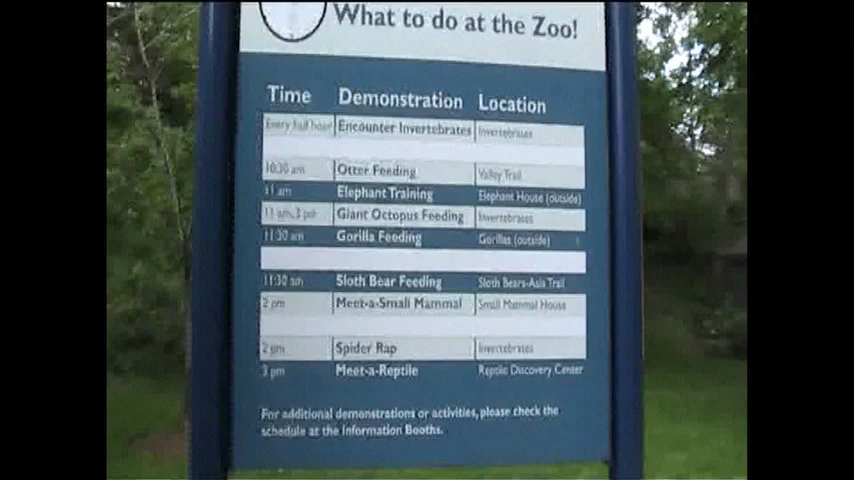 What to do at the Zoo!
Time Demonstration Location
Every half hour Encounter Invertebrates Invertebrates
10:30 am Otter Feeding Valley Trail
11 am Elephant Training Elephant House (outside)
11 am, 3 pm Giant Octopus Feeding Invertebrates
11:30 am Gorilla Feeding Gorillas (outside)
11:30 am Sloth Bear Feeding Sloth Bears-Asia Trail
2 pm Meet-a-Small Mammal Small Mammal House
2 pm Spider Rap Invertebrates
3 pm Meet-a-Reptile Reptile Discovery Center
For additional demonstrations or activities, please check the
schedule at the Information Booths.